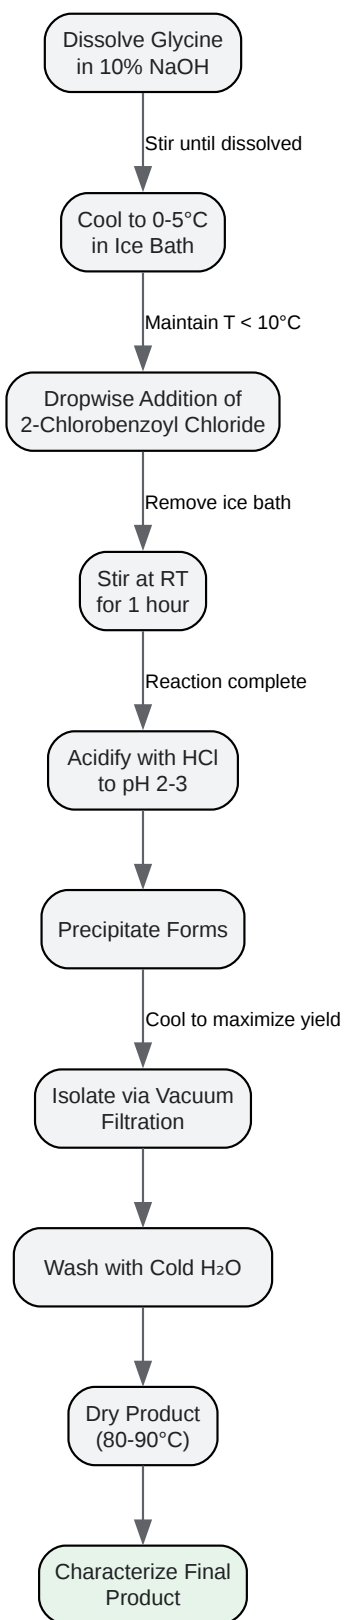 Dissolve Glycine
in 10% NaOH
Stir until dissolved
Cool to 0-5°C
in Ice Bath
Maintain T < 10°C
Dropwise Addition of
2-Chlorobenzoyl Chloride
Remove ice bath
Stir at RT
for 1 hour
Reaction complete
Acidify with HCl
to pH 2-3
Precipitate Forms
Cool to maximize yield
Isolate via Vacuum
Filtration
Wash with Cold H₂O
Dry Product
(80-90°C)
Characterize Final
Product